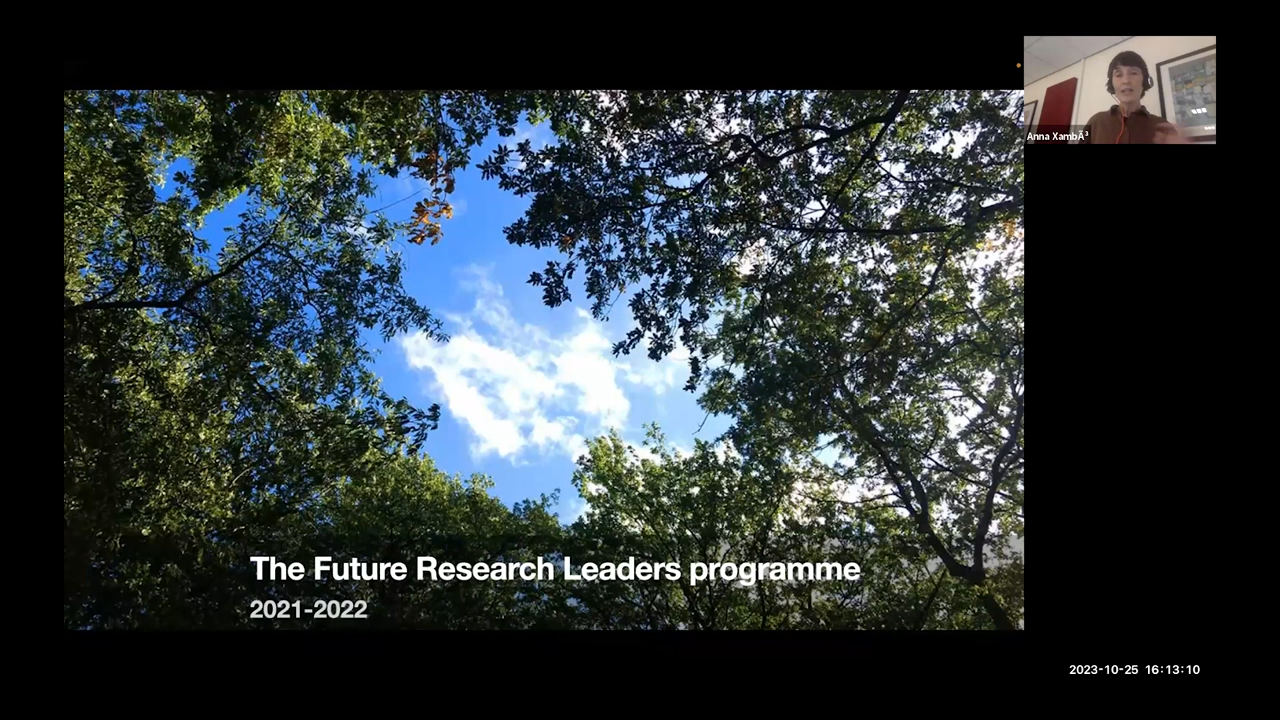 Anna XambÃ³
The Future Research Leaders programme
2021-2022
2023-10-25 16:13:10